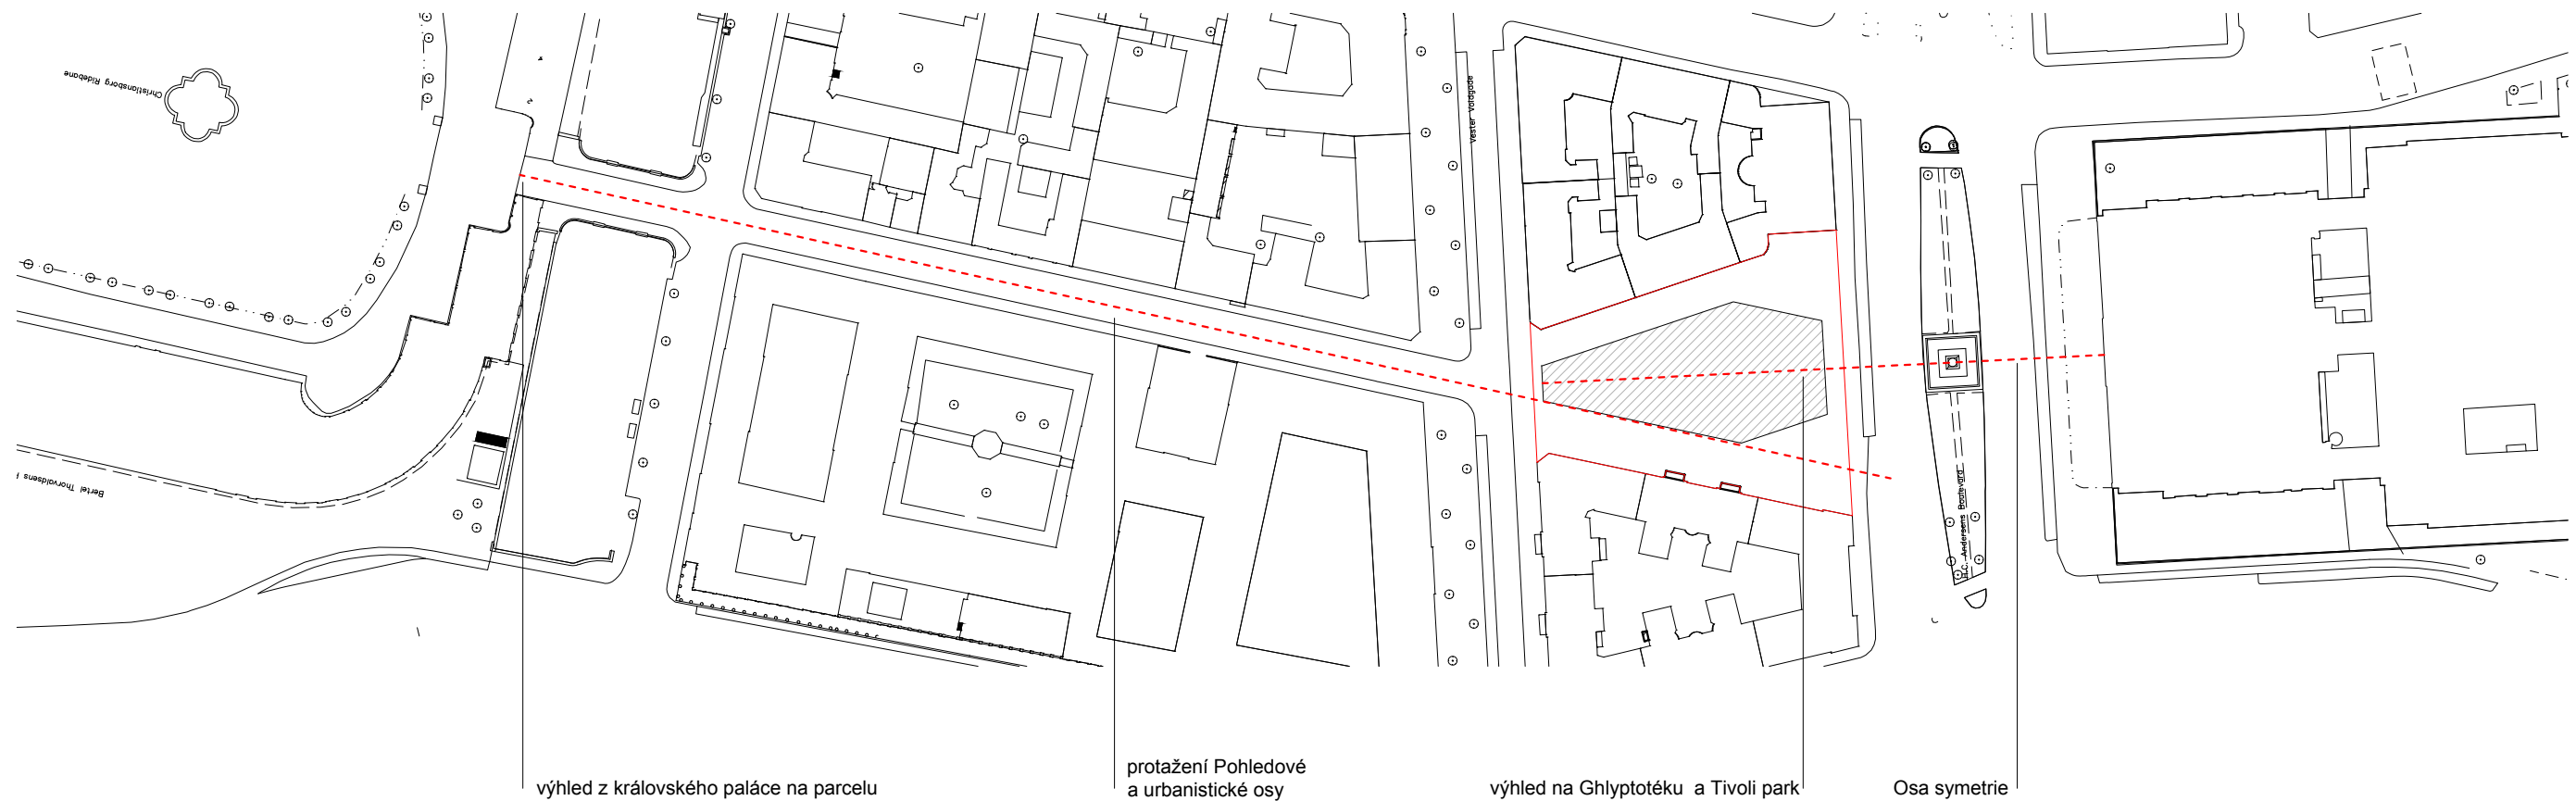 Christiansborg Ridebane
Vester Voldgade
Bertel Thorvaldsens
H.C. Andersens Boulevard
výhled z královského paláce na parcelu
protažení Pohledové
a urbanistické osy
výhled na Ghlyptotéku a Tivoli park
Osa symetrie